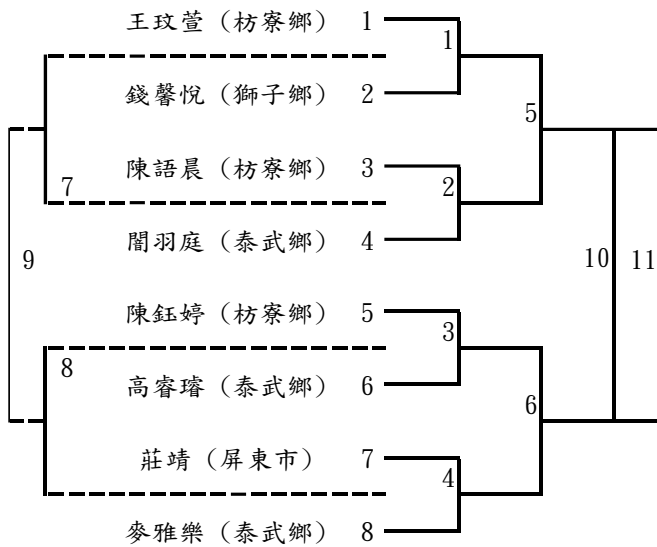 王玟萱 (枋寮鄉) 1
1
錢馨悅 (獅子鄉) 2
5
陳語晨 (枋寮鄉) 3
7
2
闇羽庭 (泰武鄉) 4
9
10
11
陳鈺婷 (枋寮鄉) 5
3
8
高睿璿 (泰武鄉) 6
6
莊靖 (屏東市) 7
4
麥雅樂 (泰武鄉) 8